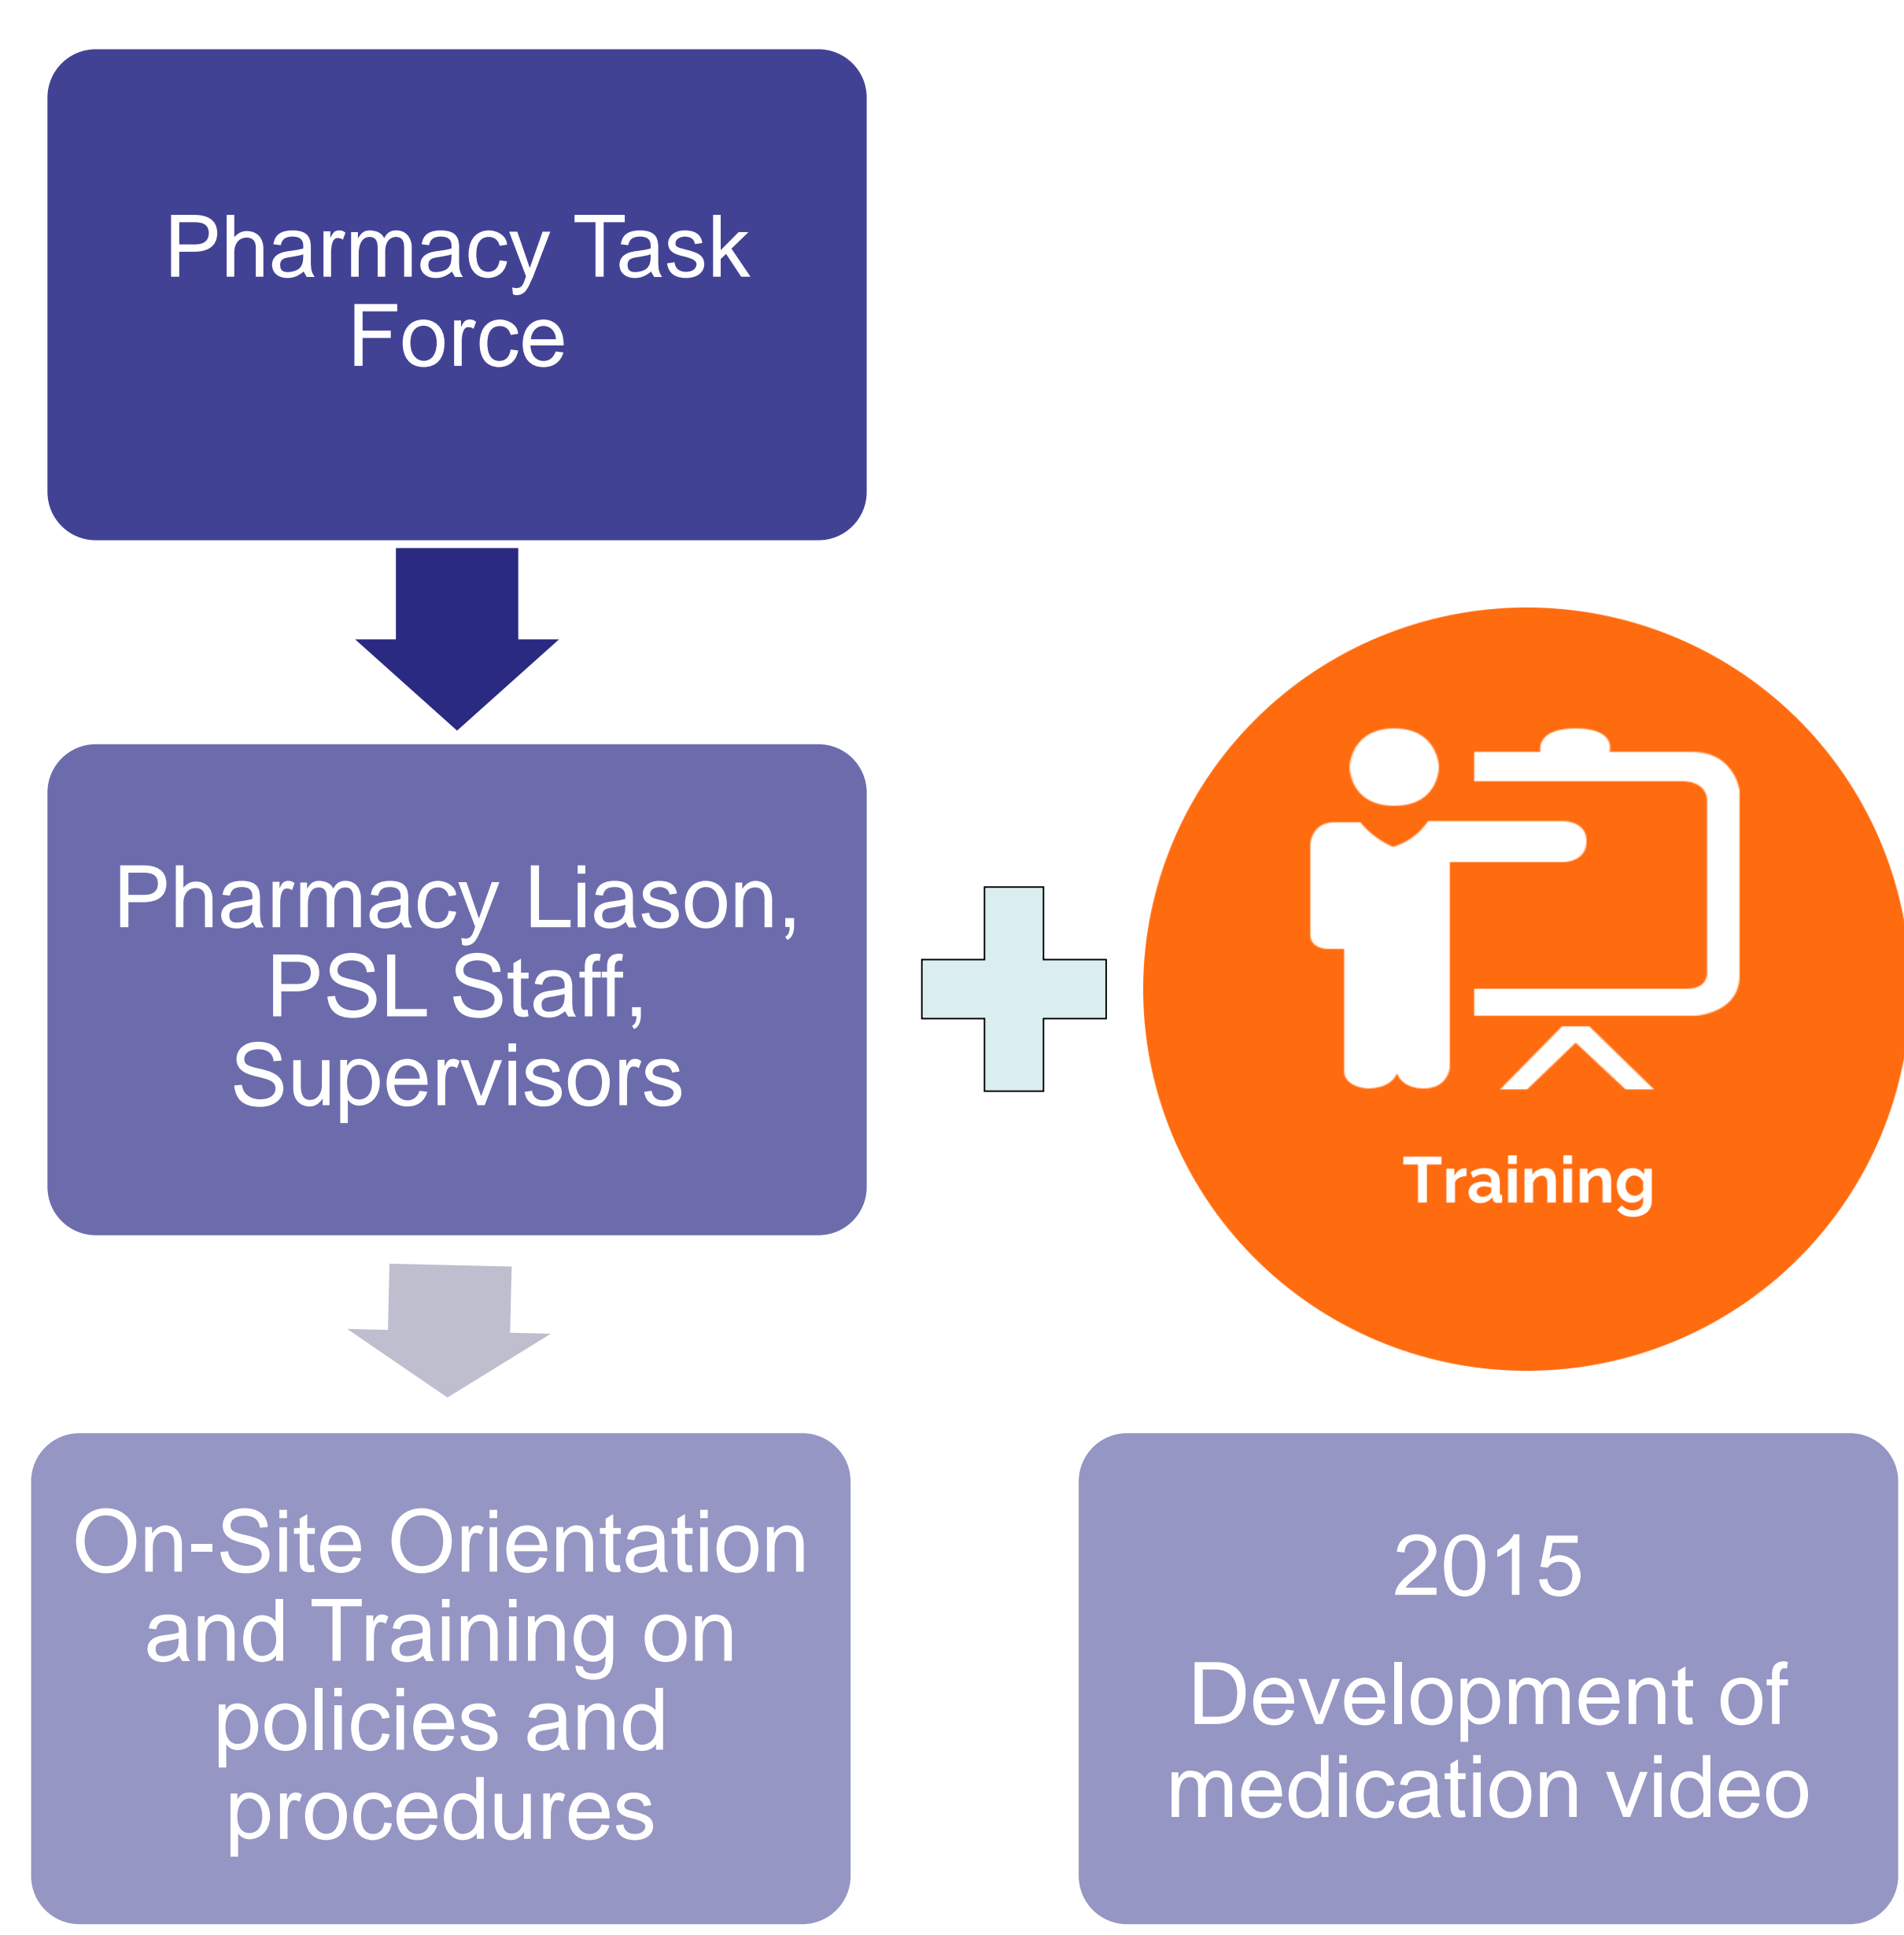 Pharmacy Task
Force
Pharmacy Liason,
PSL Staff,
Supervisors
Training
On-Site Orientation
and Training on
policies and
procedures
2015
Development of
medication video